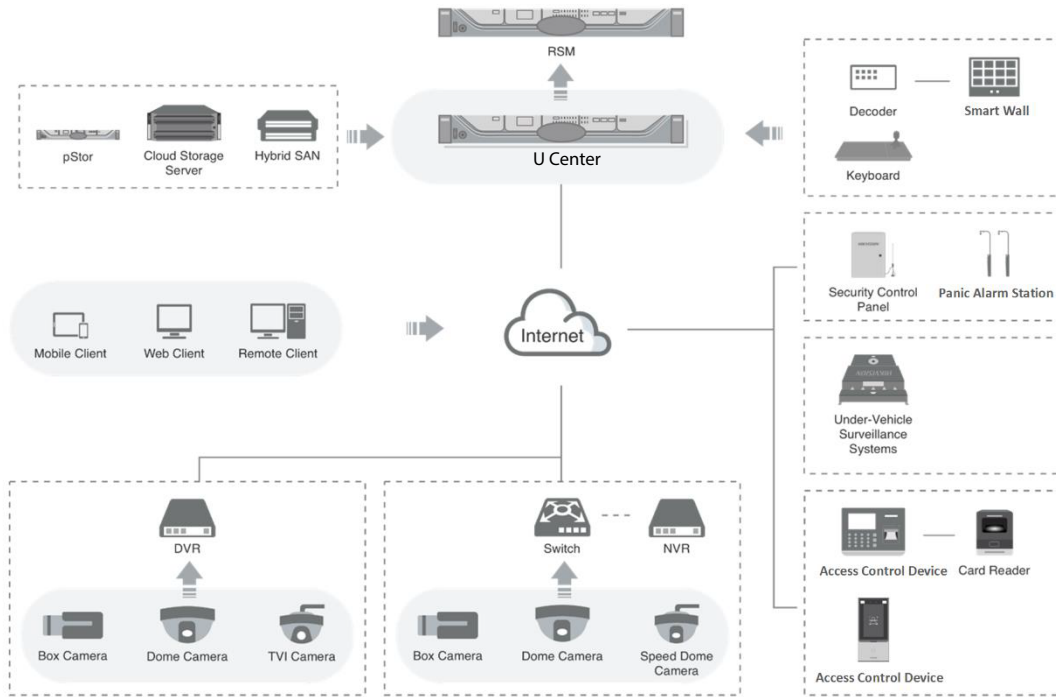 RSM
U Center
pStor
Cloud Storage
Server
Hybrid SAN
Decoder
Smart Wall
Keyboard
Security Control
Panel
Panic Alarm Station
Mobile Client
Web Client
Remote Client
Internet
Under-Vehicle
Surveillance
Systems
DVR
Switch
NVR
Box Camera
Dome Camera
TVI Camera
Box Camera
Dome Camera
Speed Dome
Camera
Access Control Device
Card Reader
Access Control Device